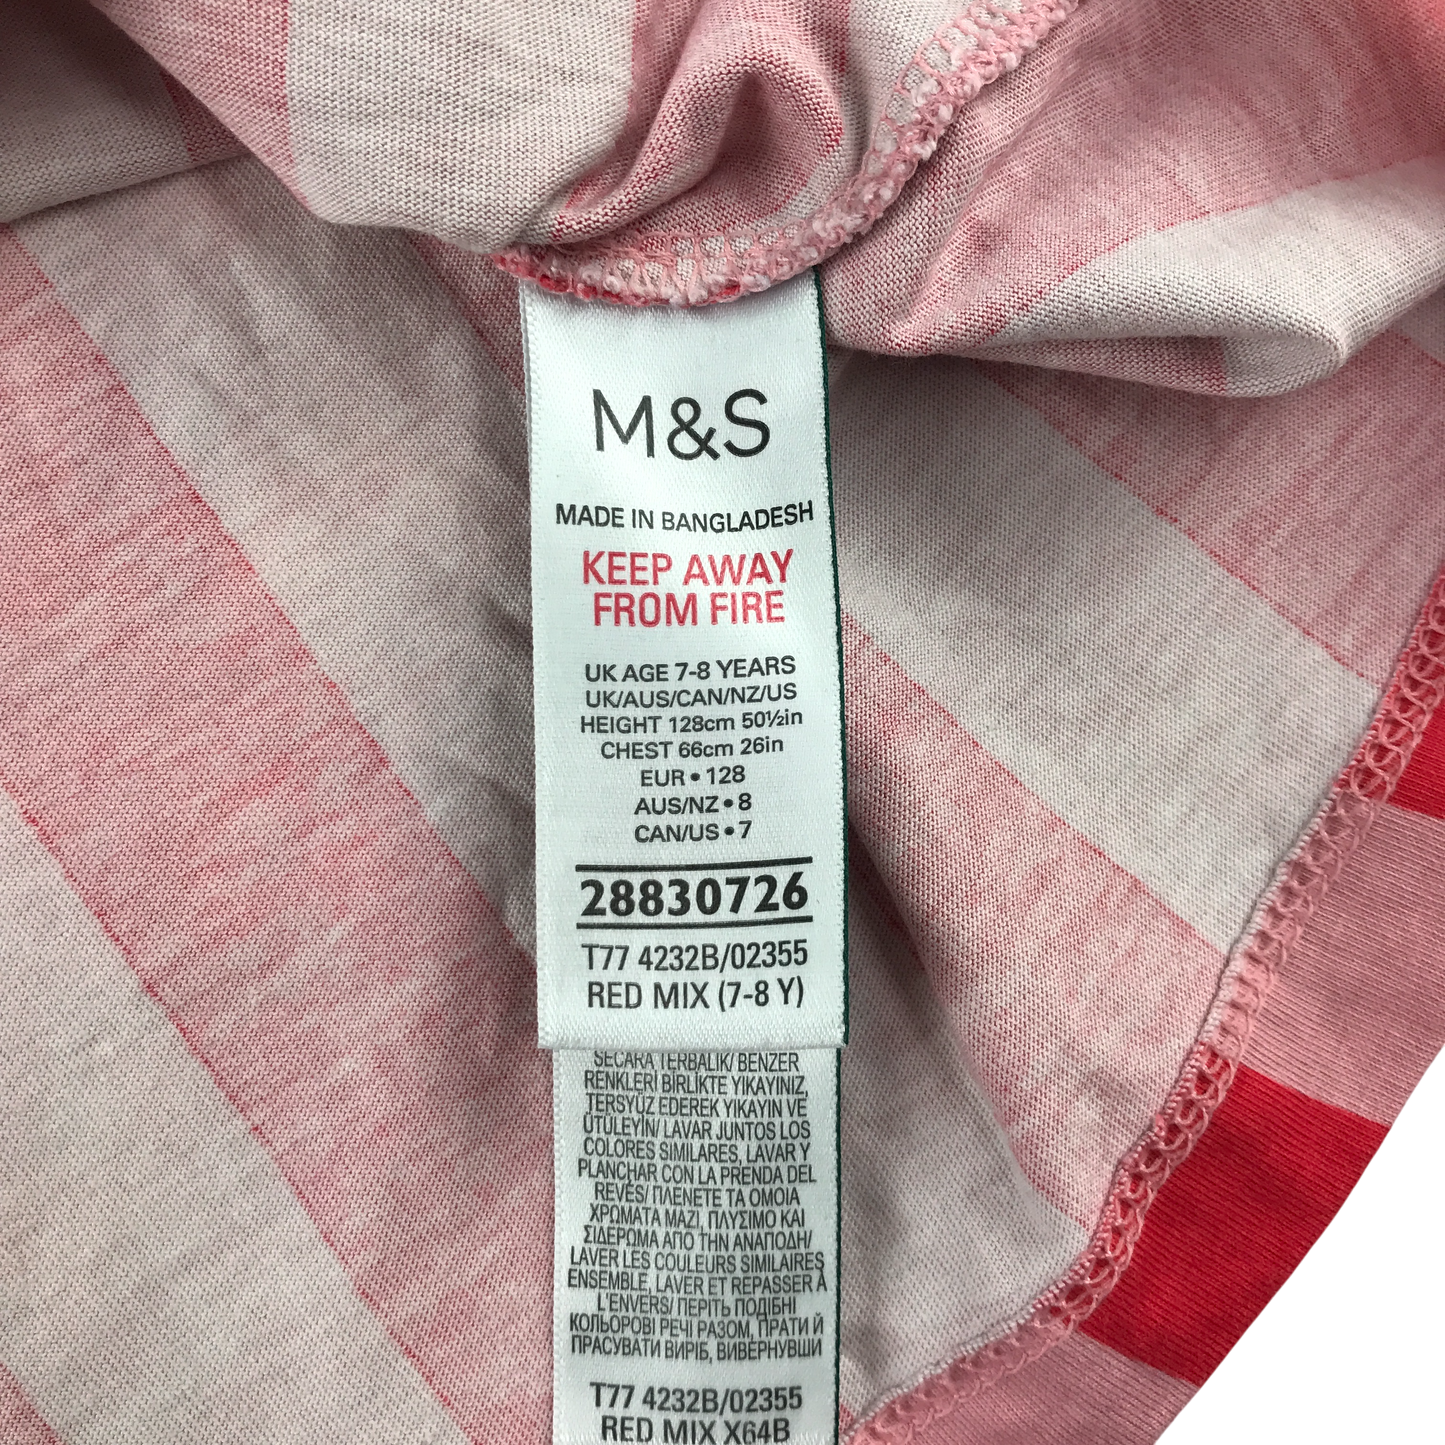 M&S
MADE IN BANGLADESH
KEEP AWAY
FROM FIRE
UK AGE 7-8 YEARS
UK/AUS/CAN/NZ/US
HEIGHT 128cm 50½in
CHEST 66cm 26in
EUR • 128
AUS/NZ • 8
CAN/US • 7
28830726
T77 4232B/02355
RED MIX (7-8 Y)
SECARA TERBALIK/ BENZER
RENKLERİ BİRLİKTE YIKAYINIZ,
TERSYÜZ EDEREK YIKAYIN VE
ÜTÜLEYİN/ LAVAR JUNTOS LOS
COLORES SIMILARES, LAVAR Y
PLANCHAR CON LA PRENDA DEL
REVÉS/ ΠΛΕΝΕΤΕ ΤΑ ΟΜΟΙΑ
ΧΡΩΜΑΤΑ ΜΑΖΙ, ΠΛΥΣΙΜΟ ΚΑΙ
ΣΙΔΕΡΩΜΑ ΑΠΟ ΤΗΝ ΑΝΑΠΟΔΗ/
LAVER LES COULEURS SIMILAIRES
ENSEMBLE, LAVER ET REPASSER À
L'ENVERS/ ПЕРІТЬ ПОДІБНІ
КОЛЬОРОВІ РЕЧІ РАЗОМ, ПРАТИ Й
ПРАСУВАТИ ВИРІБ, ВИВЕРНУВШИ
T77 4232B/02355
RED MIX X64B